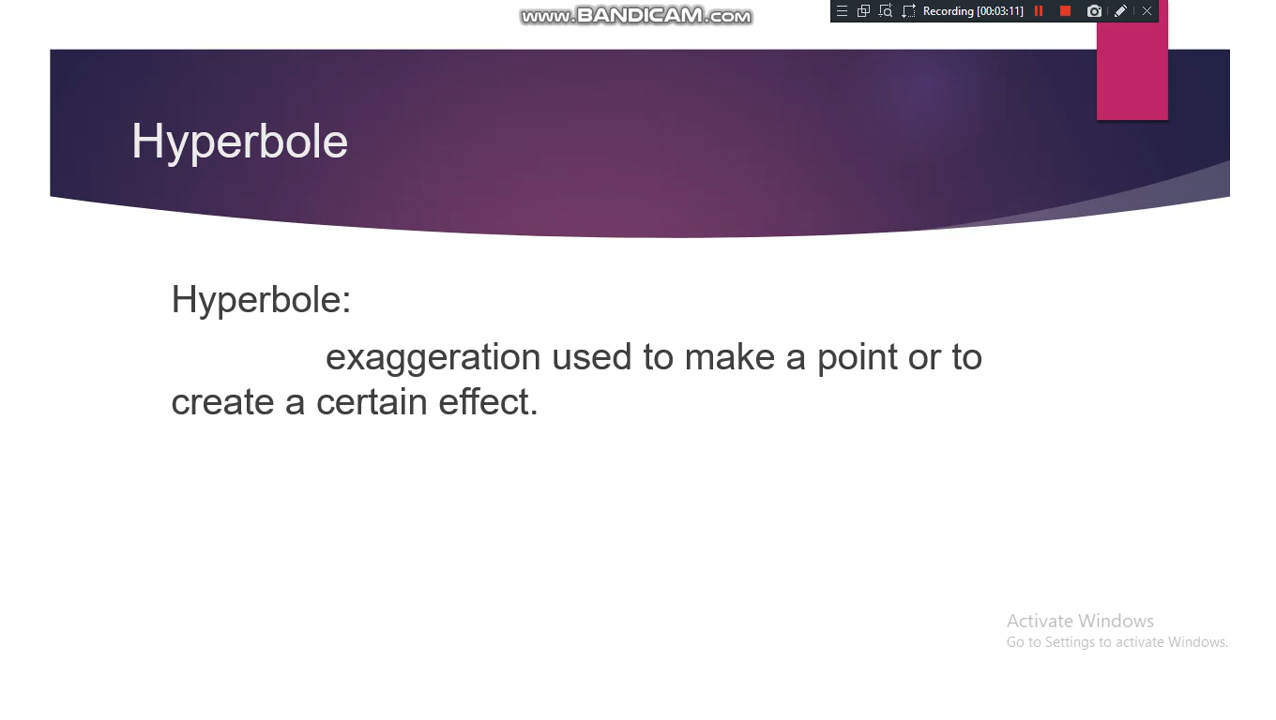 www.BANDICAM.com
Recording [00:03:11]
Hyperbole
Hyperbole:
exaggeration used to make a point or to
create a certain effect.
Activate Windows
Go to Settings to activate Windows.